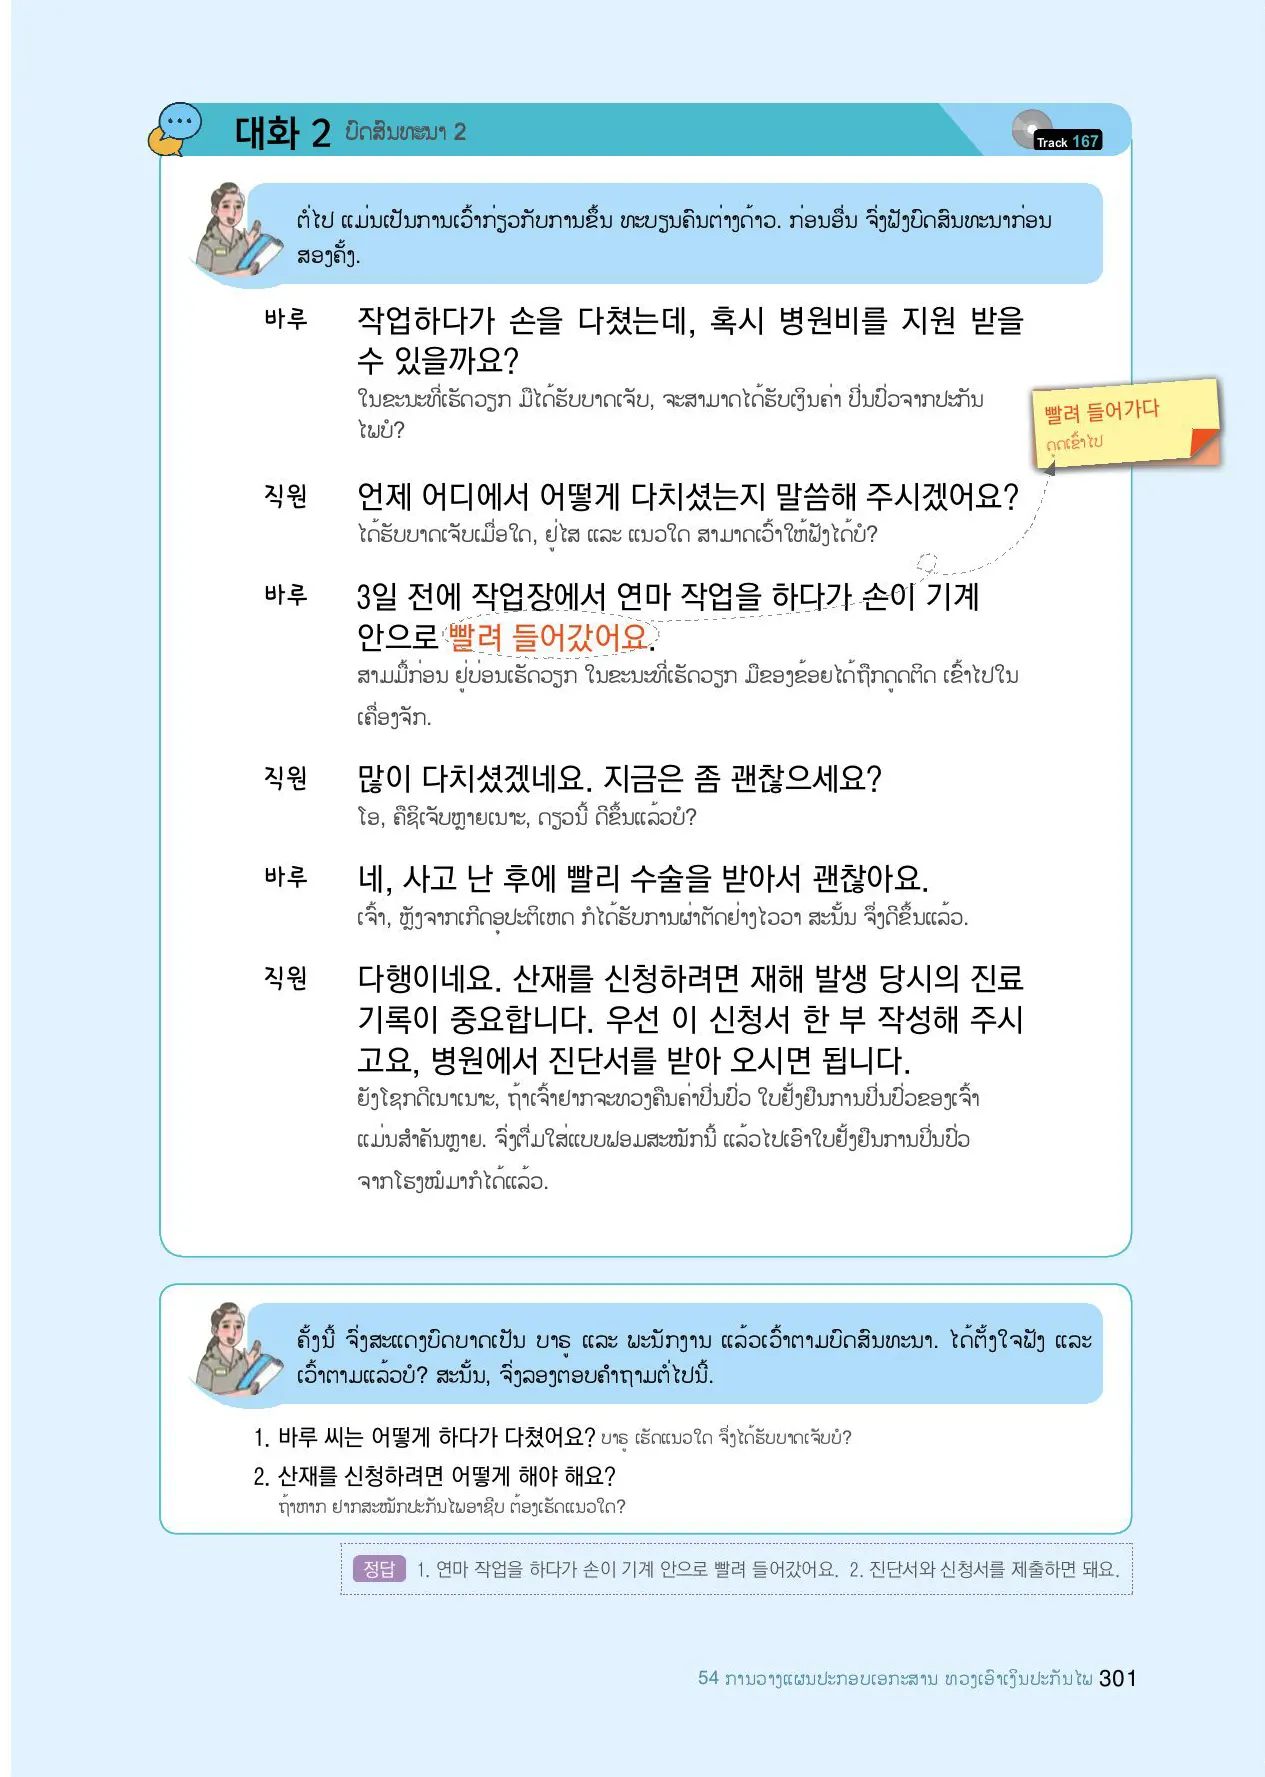 대화 2 ບົດສົນທະນາ 2
Track 167
ຕໍ່ໄປ ແມ່ນເປັນການເວົ້າກ່ຽວກັບການຂຶ້ນ ທະບຽນຄົນຕ່າງດ້າວ. ກ່ອນອື່ນ ຈົ່ງຟັງບົດສົນທະນາກ່ອນ
ສອງຄັ້ງ.
바루 작업하다가 손을 다쳤는데, 혹시 병원비를 지원 받을
수 있을까요?
ໃນຂະນະທີ່ເຮັດວຽກ ມືໄດ້ຮັບບາດເຈັບ, ຈະສາມາດໄດ້ຮັບເງິນຄ່າ ປິ່ນປົວຈາກປະກັນ
ໄພບໍ?
빨려 들어가다
ດູດເຂົ້າໄປ
직원 언제 어디에서 어떻게 다치셨는지 말씀해 주시겠어요?
ໄດ້ຮັບບາດເຈັບເມື່ອໃດ, ຢູ່ໃສ ແລະ ແນວໃດ ສາມາດເວົ້າໃຫ້ຟັງໄດ້ບໍ?
바루 3일 전에 작업장에서 연마 작업을 하다가 손이 기계
안으로 빨려 들어갔어요.
ສາມມື້ກ່ອນ ຢູ່ບ່ອນເຮັດວຽກ ໃນຂະນະທີ່ເຮັດວຽກ ມືຂອງຂ້ອຍໄດ້ຖືກດູດຕິດ ເຂົ້າໄປໃນ
ເຄື່ອງຈັກ.
직원 많이 다치셨겠네요. 지금은 좀 괜찮으세요?
ໂອ, ຄືຊິເຈັບຫຼາຍເນາະ, ດຽວນີ້ ດີຂຶ້ນແລ້ວບໍ?
바루 네, 사고 난 후에 빨리 수술을 받아서 괜찮아요.
ເຈົ້າ, ຫຼັງຈາກເກີດອຸປະຕິເຫດ ກໍໄດ້ຮັບການຜ່າຕັດຢ່າງໄວວາ ສະນັ້ນ ຈຶ່ງດີຂຶ້ນແລ້ວ.
직원 다행이네요. 산재를 신청하려면 재해 발생 당시의 진료
기록이 중요합니다. 우선 이 신청서 한 부 작성해 주시
고요, 병원에서 진단서를 받아 오시면 됩니다.
ຍັງໂຊກດີເນາເນາະ, ຖ້າເຈົ້າຢາກຈະທວງຄືນຄ່າປິ່ນປົວ ໃບຢັ້ງຢືນການປິ່ນປົວຂອງເຈົ້າ
ແມ່ນສຳຄັນຫຼາຍ. ຈົ່ງຕື່ມໃສ່ແບບຟອມສະໝັກນີ້ ແລ້ວໄປເອົາໃບຢັ້ງຢືນການປິ່ນປົວ
ຈາກໂຮງໝໍມາກໍໄດ້ແລ້ວ.
ຄັ້ງນີ້ ຈົ່ງສະແດງບົດບາດເປັນ ບາຣູ ແລະ ພະນັກງານ ແລ້ວເວົ້າຕາມບົດສົນທະນາ. ໄດ້ຕັ້ງໃຈຟັງ ແລະ
ເວົ້າຕາມແລ້ວບໍ? ສະນັ້ນ, ຈົ່ງລອງຕອບຄຳຖາມຕໍ່ໄປນີ້.
1. 바루 씨는 어떻게 하다가 다쳤어요? ບາຣູ ເຮັດແນວໃດ ຈຶ່ງໄດ້ຮັບບາດເຈັບບໍ?
2. 산재를 신청하려면 어떻게 해야 해요?
ຖ້າຫາກ ຢາກສະໝັກປະກັນໄພອາຊີບ ຕ້ອງເຮັດແນວໃດ?
정답 1. 연마 작업을 하다가 손이 기계 안으로 빨려 들어갔어요. 2. 진단서와 신청서를 제출하면 돼요.
54 ການວາງແຜນປະກອບເອກະສານ ທວງເອົາເງິນປະກັນໄພ 301